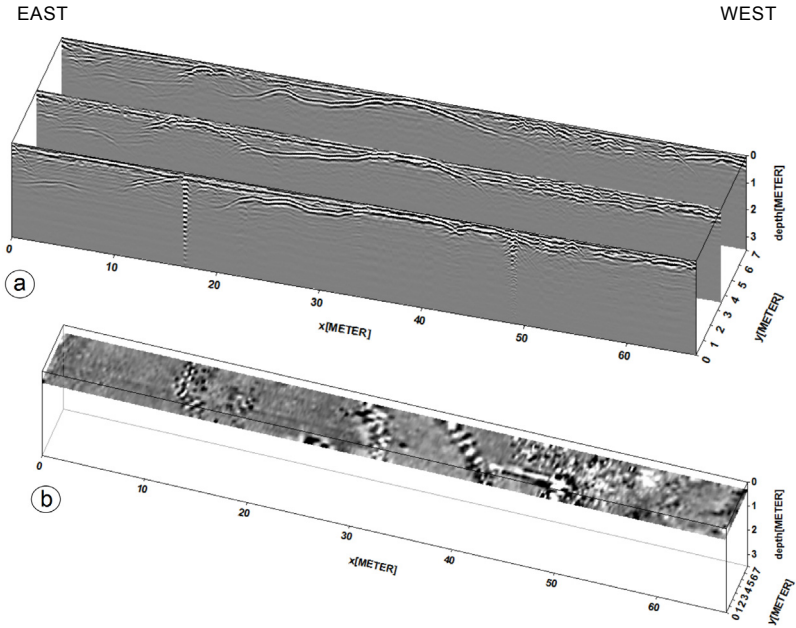 EAST WEST
0
1
2
3
depth[METER]
0 1 2 3 4 5 6 7
y[METER]
0 10 20 30 40 50 60
x[METER]
a
0
1
2
3
depth[METER]
01234567
y[METER]
0 10 20 30 40 50 60
x[METER]
b